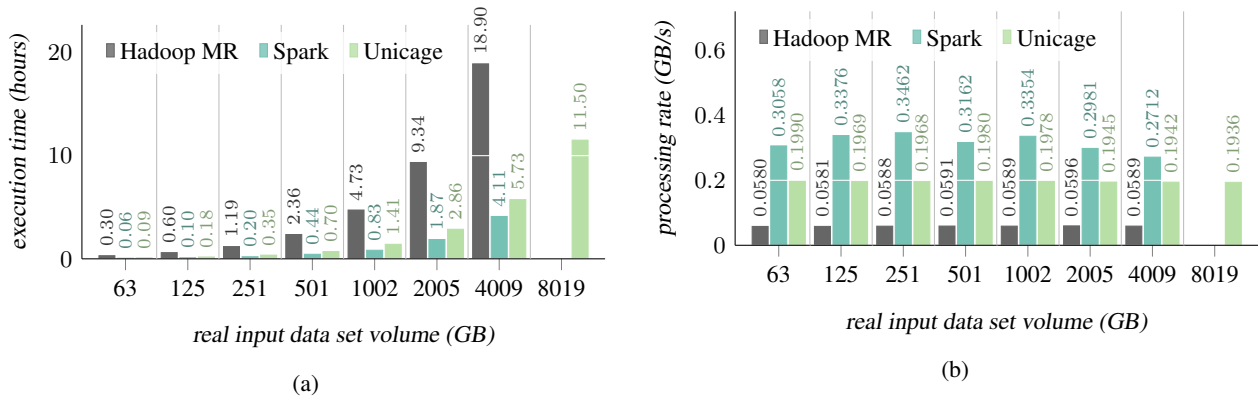 execution time (hours)
20
10
0
Hadoop MR Spark Unicage
0.30 0.06 0.09
0.60 0.10 0.18
1.19 0.20 0.35
2.36 0.44 0.70
4.73 0.83 1.41
9.34 1.87 2.86
18.90 4.11 5.73
11.50
63 125 251 501 1002 2005 4009 8019
real input data set volume (GB)
(a)
processing rate (GB/s)
0.6
0.4
0.2
0
Hadoop MR Spark Unicage
0.0580 0.3058 0.1990
0.0581 0.3376 0.1969
0.0588 0.3462 0.1968
0.0591 0.3162 0.1980
0.0589 0.3354 0.1978
0.0596 0.2981 0.1945
0.0589 0.2712 0.1942
0.1936
63 125 251 501 1002 2005 4009 8019
real input data set volume (GB)
(b)